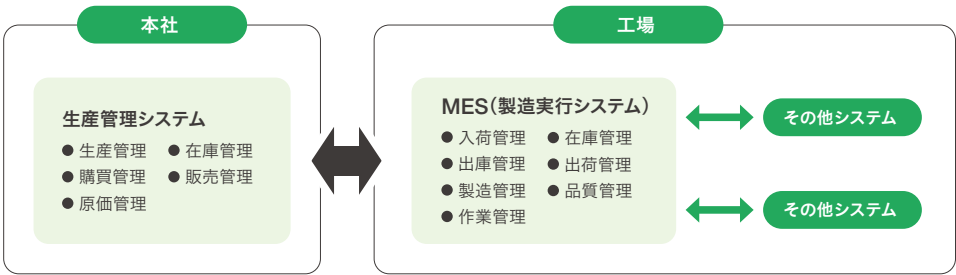 本社
生産管理システム
● 生産管理 ● 在庫管理
● 購買管理 ● 販売管理
● 原価管理
工場
MES(製造実行システム)
● 入荷管理 ● 在庫管理
● 出庫管理 ● 出荷管理
● 製造管理 ● 品質管理
● 作業管理
その他システム
その他システム